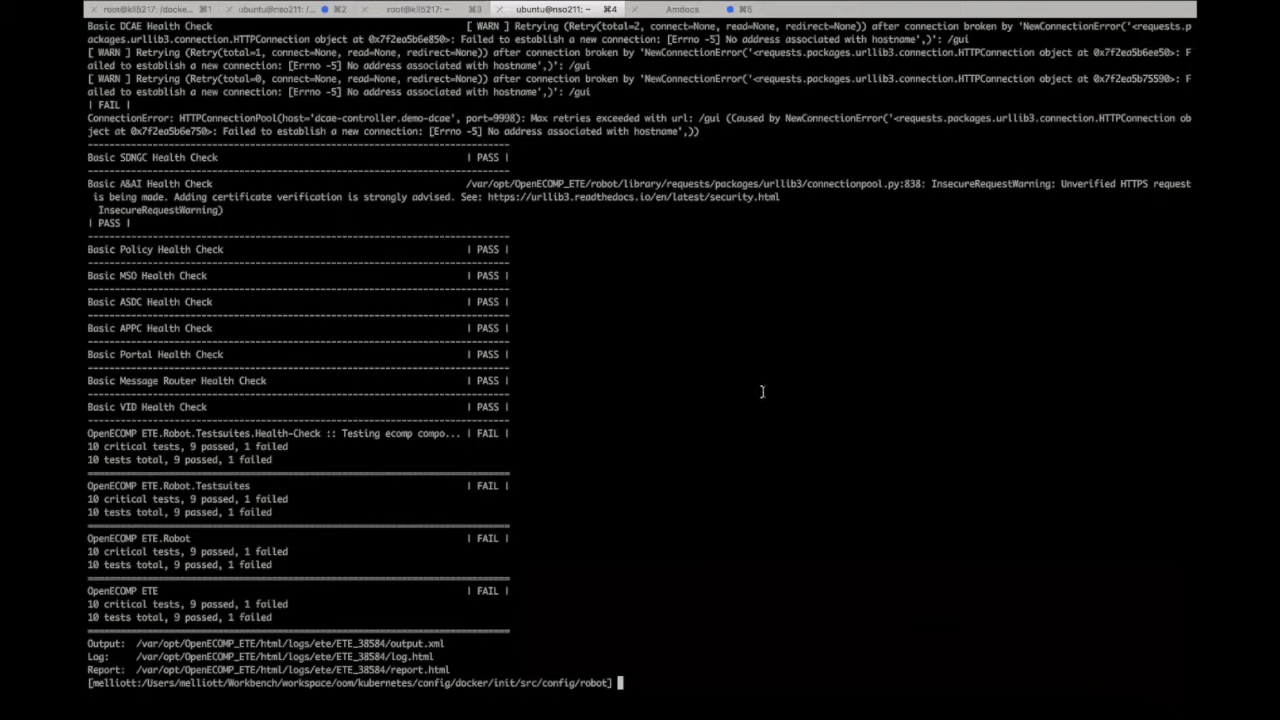 root@kll5217: /docke... ⌘1 ubuntu@nso211: /... ⌘2 root@kll5217: ~ ⌘3 ubuntu@nso211: ~ ⌘4 Amdocs ⌘5
Basic DCAE Health Check [ WARN ] Retrying (Retry(total=2, connect=None, read=None, redirect=None)) after connection broken by 'NewConnectionError('<requests.p
ackages.urllib3.connection.HTTPConnection object at 0x7f2ea5b6e850>: Failed to establish a new connection: [Errno -5] No address associated with hostname',)': /gui
[ WARN ] Retrying (Retry(total=1, connect=None, read=None, redirect=None)) after connection broken by 'NewConnectionError('<requests.packages.urllib3.connection.HTTPConnection object at 0x7f2ea5b6ee50>: F
ailed to establish a new connection: [Errno -5] No address associated with hostname',)': /gui
[ WARN ] Retrying (Retry(total=0, connect=None, read=None, redirect=None)) after connection broken by 'NewConnectionError('<requests.packages.urllib3.connection.HTTPConnection object at 0x7f2ea5b75590>: F
ailed to establish a new connection: [Errno -5] No address associated with hostname',)': /gui
| FAIL |
ConnectionError: HTTPConnectionPool(host='dcae-controller.demo-dcae', port=9998): Max retries exceeded with url: /gui (Caused by NewConnectionError('<requests.packages.urllib3.connection.HTTPConnection ob
ject at 0x7f2ea5b6e750>: Failed to establish a new connection: [Errno -5] No address associated with hostname',))
------------------------------------------------------------------------------
Basic SDNGC Health Check | PASS |
------------------------------------------------------------------------------
Basic A&AI Health Check /var/opt/OpenECOMP_ETE/robot/library/requests/packages/urllib3/connectionpool.py:838: InsecureRequestWarning: Unverified HTTPS request
is being made. Adding certificate verification is strongly advised. See: https://urllib3.readthedocs.io/en/latest/security.html
InsecureRequestWarning)
| PASS |
------------------------------------------------------------------------------
Basic Policy Health Check | PASS |
------------------------------------------------------------------------------
Basic MSO Health Check | PASS |
------------------------------------------------------------------------------
Basic ASDC Health Check | PASS |
------------------------------------------------------------------------------
Basic APPC Health Check | PASS |
------------------------------------------------------------------------------
Basic Portal Health Check | PASS |
------------------------------------------------------------------------------
Basic Message Router Health Check | PASS |
------------------------------------------------------------------------------
Basic VID Health Check | PASS |
------------------------------------------------------------------------------
OpenECOMP ETE.Robot.Testsuites.Health-Check :: Testing ecomp compo... | FAIL |
10 critical tests, 9 passed, 1 failed
10 tests total, 9 passed, 1 failed
==============================================================================
OpenECOMP ETE.Robot.Testsuites | FAIL |
10 critical tests, 9 passed, 1 failed
10 tests total, 9 passed, 1 failed
==============================================================================
OpenECOMP ETE.Robot | FAIL |
10 critical tests, 9 passed, 1 failed
10 tests total, 9 passed, 1 failed
==============================================================================
OpenECOMP ETE | FAIL |
10 critical tests, 9 passed, 1 failed
10 tests total, 9 passed, 1 failed
==============================================================================
Output: /var/opt/OpenECOMP_ETE/html/logs/ete/ETE_38584/output.xml
Log: /var/opt/OpenECOMP_ETE/html/logs/ete/ETE_38584/log.html
Report: /var/opt/OpenECOMP_ETE/html/logs/ete/ETE_38584/report.html
[melliott:/Users/melliott/Workbench/workspace/oom/kubernetes/config/docker/init/src/config/robot]